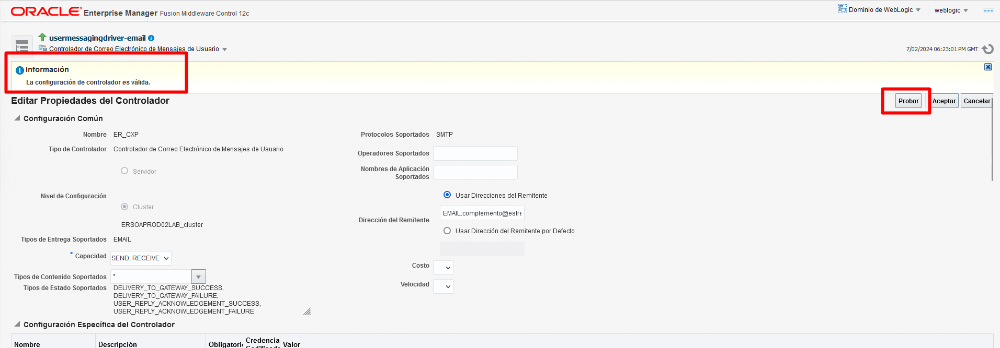 ORACLE Enterprise Manager Fusion Middleware Control 12c
Dominio de WebLogic
weblogic
usermessagingdriver-email
Controlador de Correo Electrónico de Mensajes de Usuario
7/02/2024 06:23:01 PM GMT
Información
La configuración de controlador es válida.
Editar Propiedades del Controlador
Probar
Aceptar
Cancelar
Configuración Común
Nombre ER_CXP
Tipo de Controlador Controlador de Correo Electrónico de Mensajes de Usuario
Servidor
Nivel de Configuración
Cluster
ERSOAPROD02LAB_cluster
Tipos de Entrega Soportados EMAIL
* Capacidad SEND, RECEIVE
Tipos de Contenido Soportados *
Tipos de Estado Soportados DELIVERY_TO_GATEWAY_SUCCESS,
DELIVERY_TO_GATEWAY_FAILURE,
USER_REPLY_ACKNOWLEDGEMENT_SUCCESS,
USER_REPLY_ACKNOWLEDGEMENT_FAILURE
Protocolos Soportados SMTP
Operadores Soportados
Nombres de Aplicación
Soportados
Usar Direcciones del Remitente
EMAIL:complemento@estre
Dirección del Remitente
Usar Dirección del Remitente por Defecto
Costo
Velocidad
Configuración Específica del Controlador
Nombre
Descripción
Obligatori
Credencia
Valor